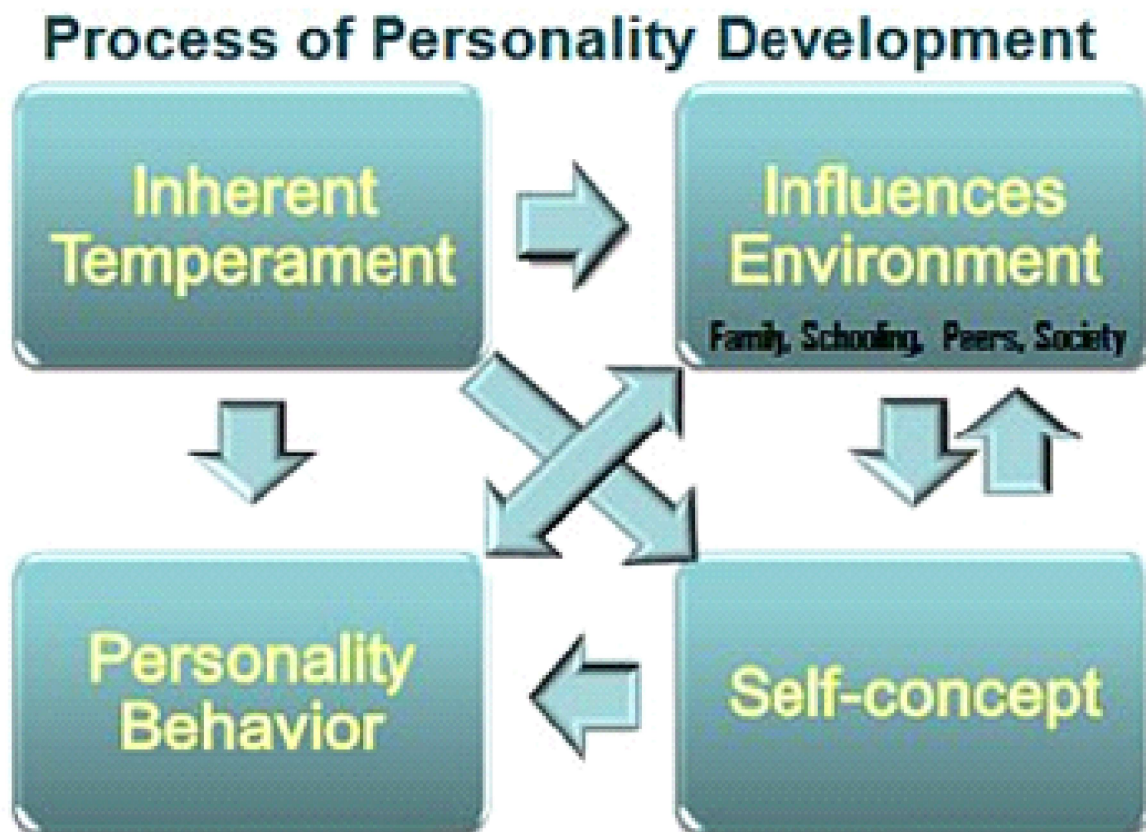 Process of Personality Development
Inherent
Temperament
Influences
Environment
Family, Schooling, Peers, Society
Personality
Behavior
Self-concept